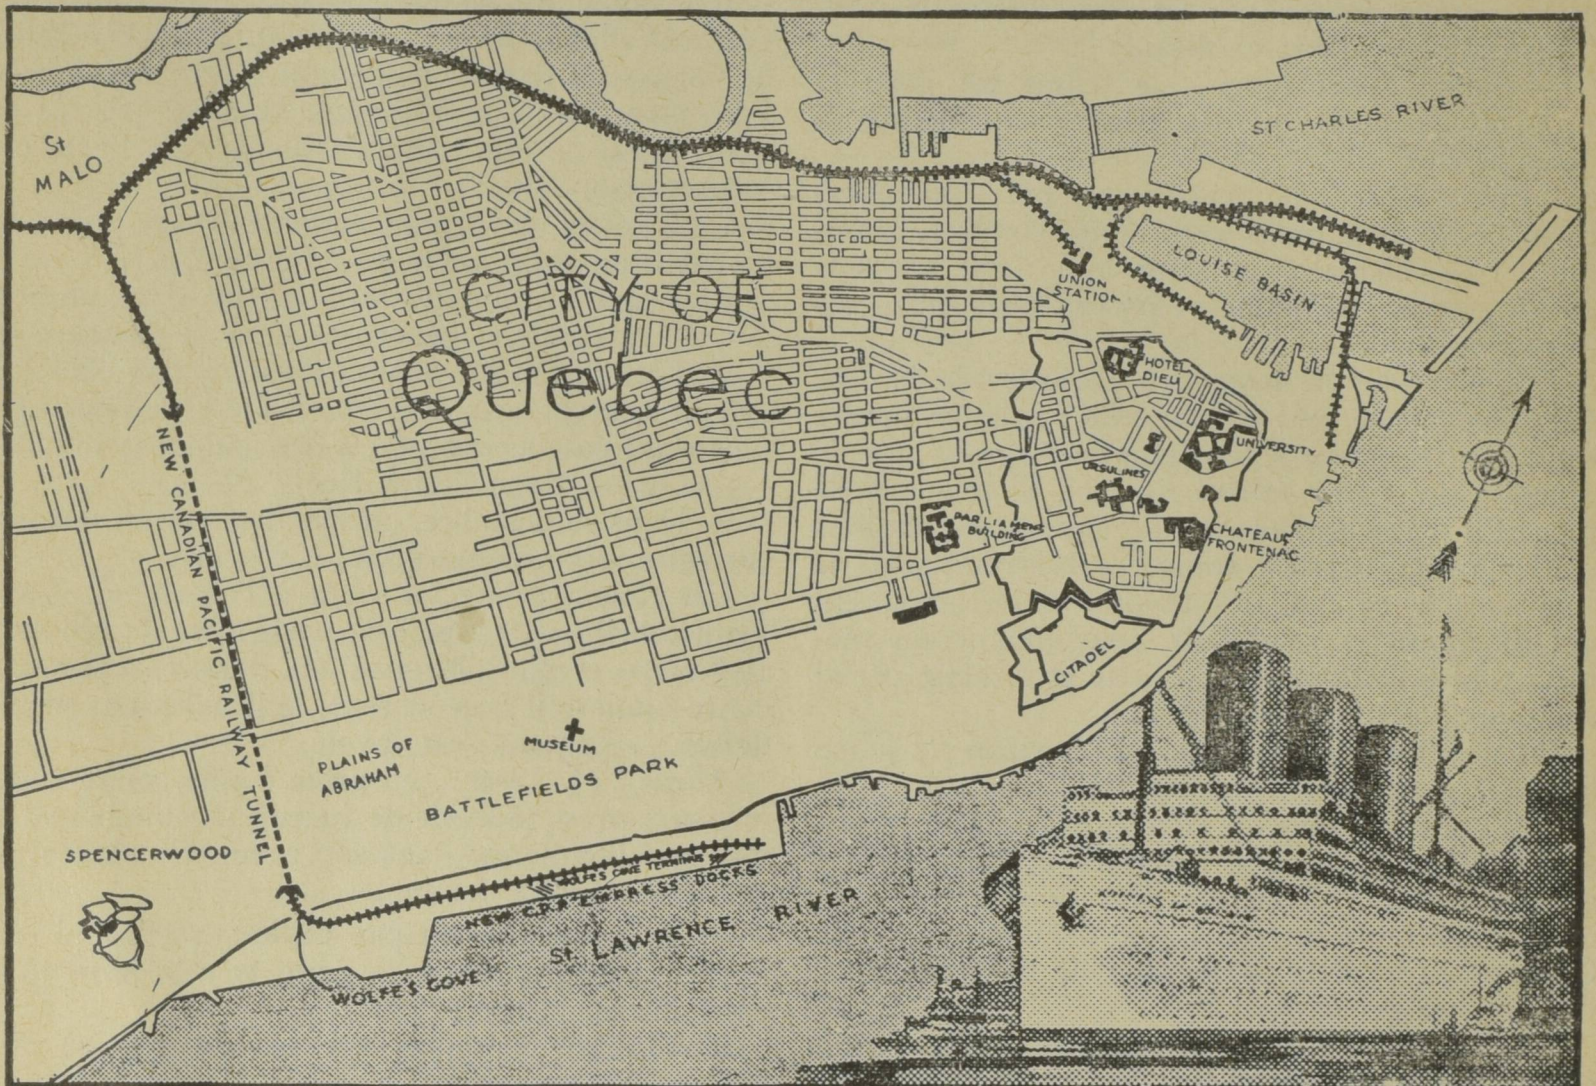 St
MALO
ST CHARLES RIVER
LOUISE BASIN
UNION
STATION
CITY OF
Quebec
HOTEL
DIEU
UNIVERSITY
URSULINES
PARLIAMENT
BUILDING
CHATEAU
FRONTENAC
CITADEL
NEW CANADIAN PACIFIC RAILWAY TUNNEL
PLAINS OF
ABRAHAM
MUSEUM
BATTLEFIELDS PARK
SPENCERWOOD
WOLFE'S COVE TERMINUS
NEW C.P.R. EMPRESS DOCKS
St. LAWRENCE RIVER
WOLFE'S COVE